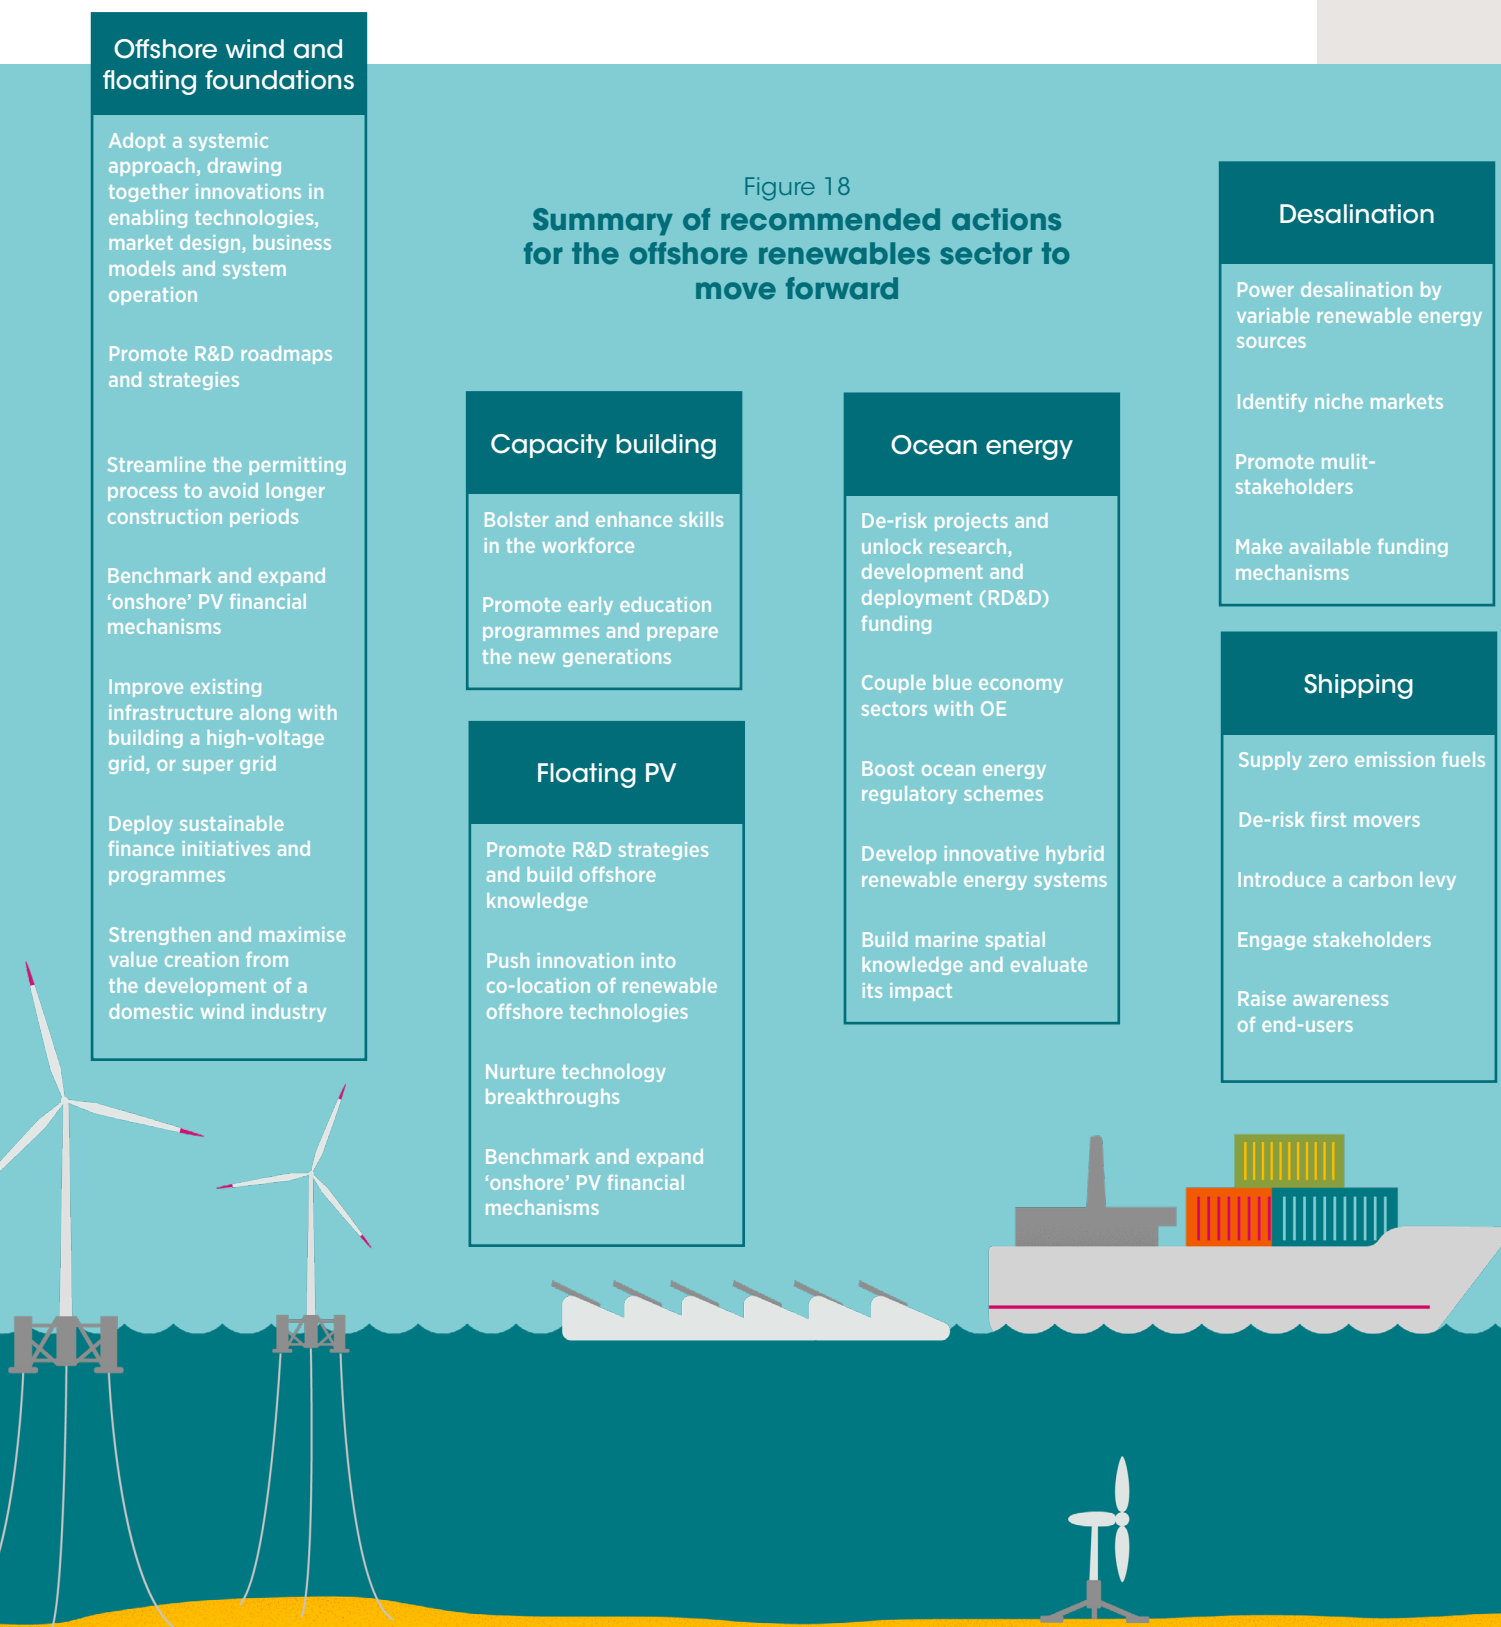 Offshore wind and
floating foundations
Adopt a systemic
approach, drawing
together innovations in
enabling technologies,
market design, business
models and system
operation
Promote R&D roadmaps
and strategies
Streamline the permitting
process to avoid longer
construction periods
Benchmark and expand
‘onshore’ PV financial
mechanisms
Improve existing
infrastructure along with
building a high-voltage
grid, or super grid
Deploy sustainable
finance initiatives and
programmes
Strengthen and maximise
value creation from
the development of a
domestic wind industry
Figure 18
Summary of recommended actions
for the offshore renewables sector to
move forward
Capacity building
Bolster and enhance skills
in the workforce
Promote early education
programmes and prepare
the new generations
Floating PV
Promote R&D strategies
and build offshore
knowledge
Push innovation into
co-location of renewable
offshore technologies
Nurture technology
breakthroughs
Benchmark and expand
‘onshore’ PV financial
mechanisms
Ocean energy
De-risk projects and
unlock research,
development and
deployment (RD&D)
funding
Couple blue economy
sectors with OE
Boost ocean energy
regulatory schemes
Develop innovative hybrid
renewable energy systems
Build marine spatial
knowledge and evaluate
its impact
Desalination
Power desalination by
variable renewable energy
sources
Identify niche markets
Promote mulit-
stakeholders
Make available funding
mechanisms
Shipping
Supply zero emission fuels
De-risk first movers
Introduce a carbon levy
Engage stakeholders
Raise awareness
of end-users